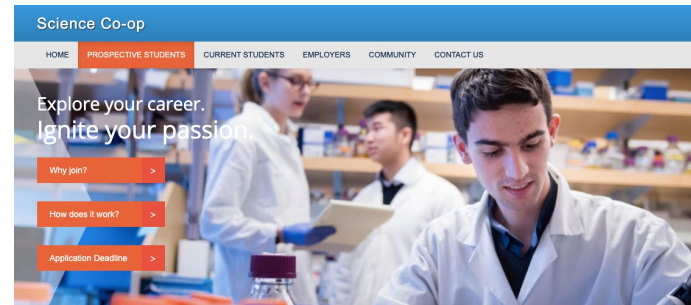 Science Co-op
HOME PROSPECTIVE STUDENTS CURRENT STUDENTS EMPLOYERS COMMUNITY CONTACT US
Explore your career.
Ignite your passion.
Why join? >
How does it work? >
Application Deadline >